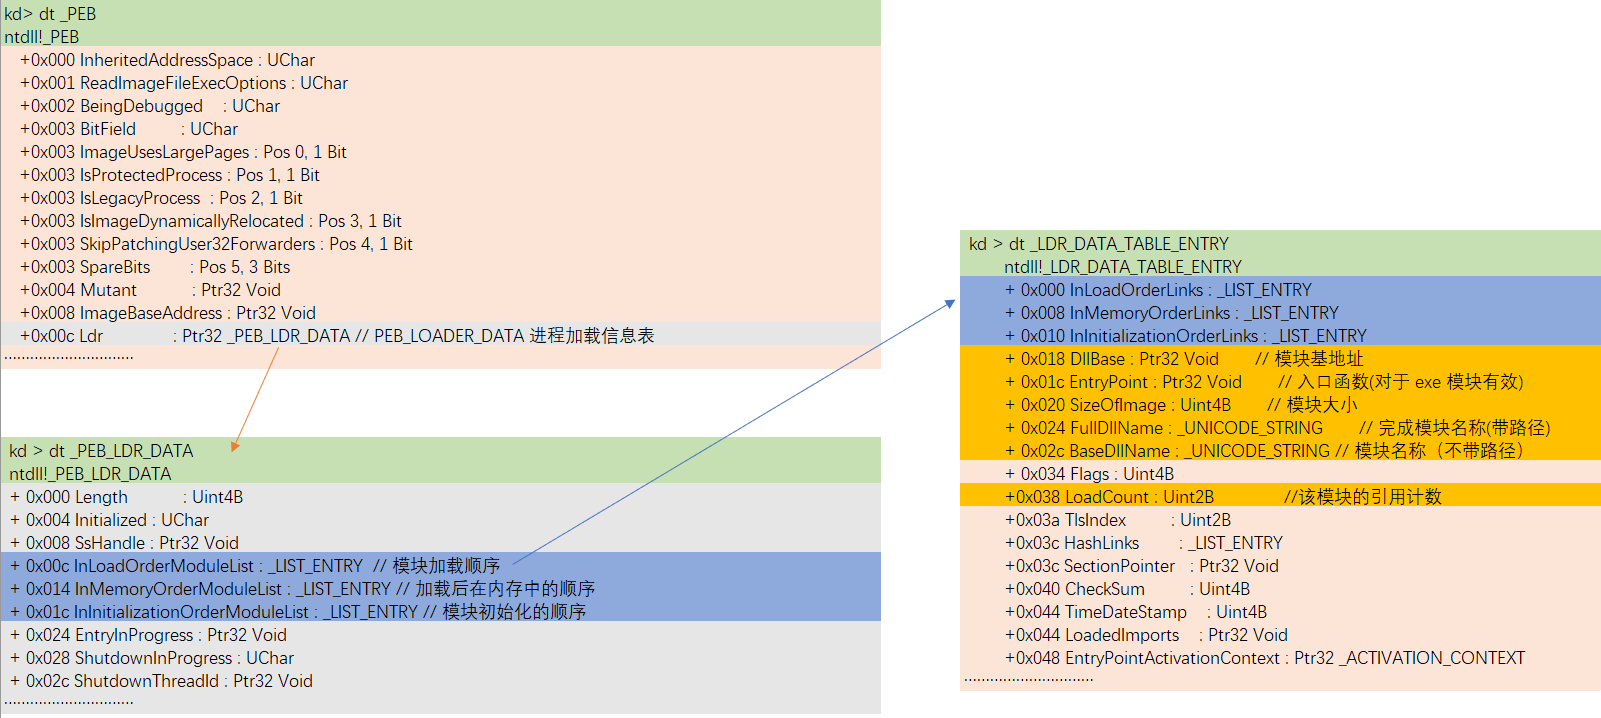 kd> dt _PEB
ntdll!_PEB
+0x000 InheritedAddressSpace : UChar
+0x001 ReadImageFileExecOptions : UChar
+0x002 BeingDebugged : UChar
+0x003 BitField : UChar
+0x003 ImageUsesLargePages : Pos 0, 1 Bit
+0x003 IsProtectedProcess : Pos 1, 1 Bit
+0x003 IsLegacyProcess : Pos 2, 1 Bit
+0x003 IsImageDynamicallyRelocated : Pos 3, 1 Bit
+0x003 SkipPatchingUser32Forwarders : Pos 4, 1 Bit
+0x003 SpareBits : Pos 5, 3 Bits
+0x004 Mutant : Ptr32 Void
+0x008 ImageBaseAddress : Ptr32 Void
+0x00c Ldr : Ptr32 _PEB_LDR_DATA // PEB_LOADER_DATA 进程加载信息表
..............................
kd > dt _PEB_LDR_DATA
ntdll!_PEB_LDR_DATA
+ 0x000 Length : Uint4B
+ 0x004 Initialized : UChar
+ 0x008 SsHandle : Ptr32 Void
+ 0x00c InLoadOrderModuleList : _LIST_ENTRY // 模块加载顺序
+ 0x014 InMemoryOrderModuleList : _LIST_ENTRY // 加载后在内存中的顺序
+ 0x01c InInitializationOrderModuleList : _LIST_ENTRY // 模块初始化的顺序
+ 0x024 EntryInProgress : Ptr32 Void
+ 0x028 ShutdownInProgress : UChar
+ 0x02c ShutdownThreadId : Ptr32 Void
..............................
kd > dt _LDR_DATA_TABLE_ENTRY
ntdll!_LDR_DATA_TABLE_ENTRY
+ 0x000 InLoadOrderLinks : _LIST_ENTRY
+ 0x008 InMemoryOrderLinks : _LIST_ENTRY
+ 0x010 InInitializationOrderLinks : _LIST_ENTRY
+ 0x018 DllBase : Ptr32 Void // 模块基地址
+ 0x01c EntryPoint : Ptr32 Void // 入口函数(对于 exe 模块有效)
+ 0x020 SizeOfImage : Uint4B // 模块大小
+ 0x024 FullDllName : _UNICODE_STRING // 完成模块名称(带路径)
+ 0x02c BaseDllName : _UNICODE_STRING // 模块名称（不带路径）
+ 0x034 Flags : Uint4B
+0x038 LoadCount : Uint2B //该模块的引用计数
+0x03a TlsIndex : Uint2B
+0x03c HashLinks : _LIST_ENTRY
+0x03c SectionPointer : Ptr32 Void
+0x040 CheckSum : Uint4B
+0x044 TimeDateStamp : Uint4B
+0x044 LoadedImports : Ptr32 Void
+0x048 EntryPointActivationContext : Ptr32 _ACTIVATION_CONTEXT
..............................